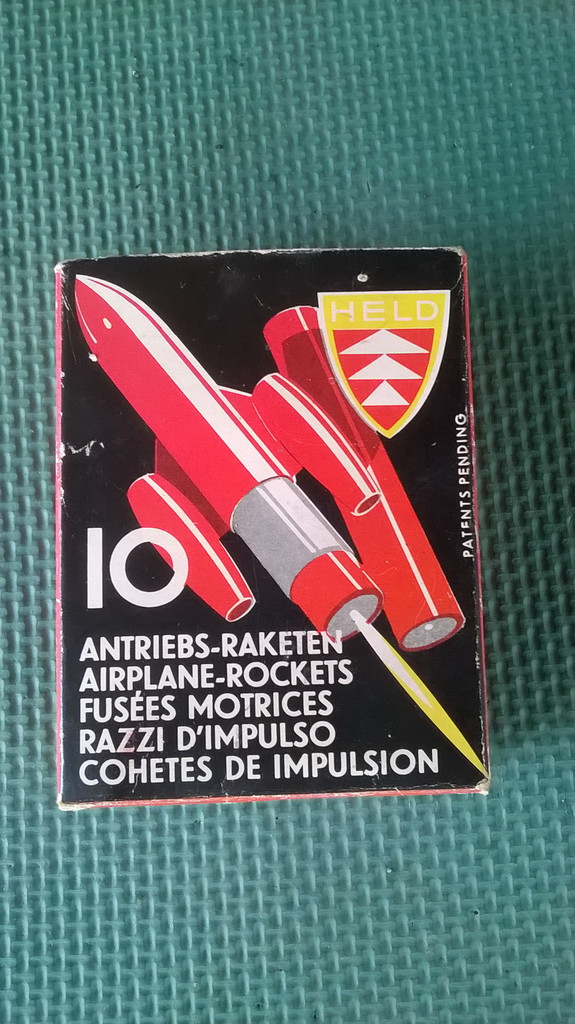 HELD
PATENTS PENDING
10
ANTRIEBS-RAKETEN
AIRPLANE-ROCKETS
FUSÉES MOTRICES
RAZZI D'IMPULSO
COHETES DE IMPULSION